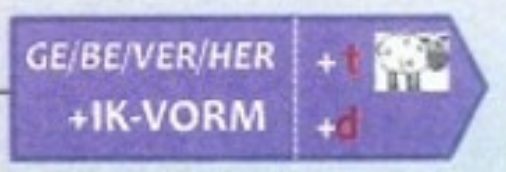 GE/BE/VER/HER + t
+IK-VORM +d